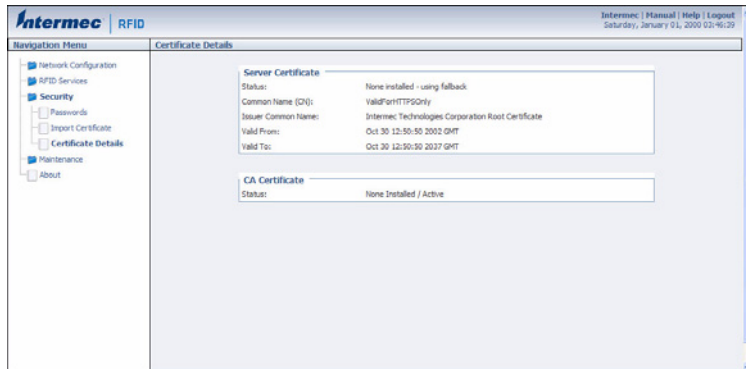 Intermec | RFID
Intermec | Manual | Help | Logout
Saturday, January 01, 2000 03:46:39
Navigation Menu
Certificate Details
Network Configuration
RFID Services
Security
Passwords
Import Certificate
Certificate Details
Maintenance
About
Server Certificate
Status: None installed - using fallback
Common Name (CN): ValidForHTTPSOnly
Issuer Common Name: Intermec Technologies Corporation Root Certificate
Valid From: Oct 30 12:50:50 2002 GMT
Valid To: Oct 30 12:50:50 2037 GMT
CA Certificate
Status: None Installed / Active